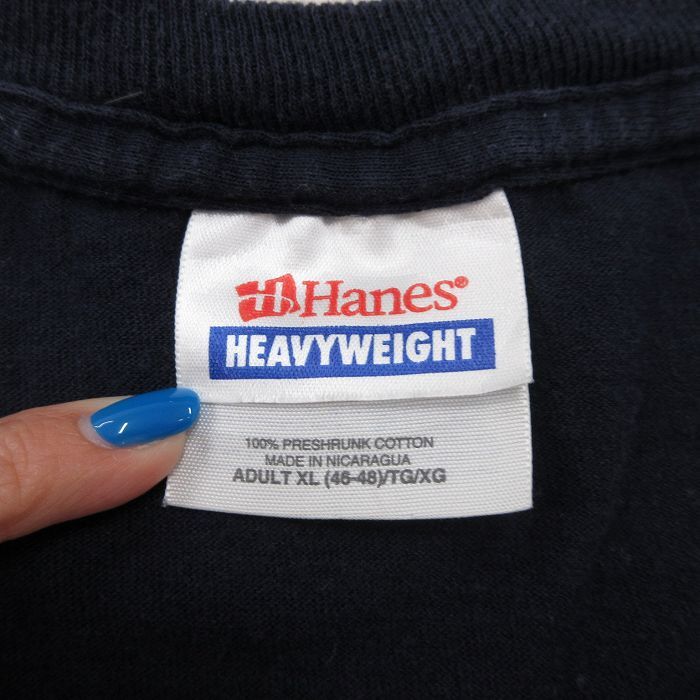 Hanes®
HEAVYWEIGHT
100% PRESHRUNK COTTON
MADE IN NICARAGUA
ADULT XL (46-48)/TG/XG